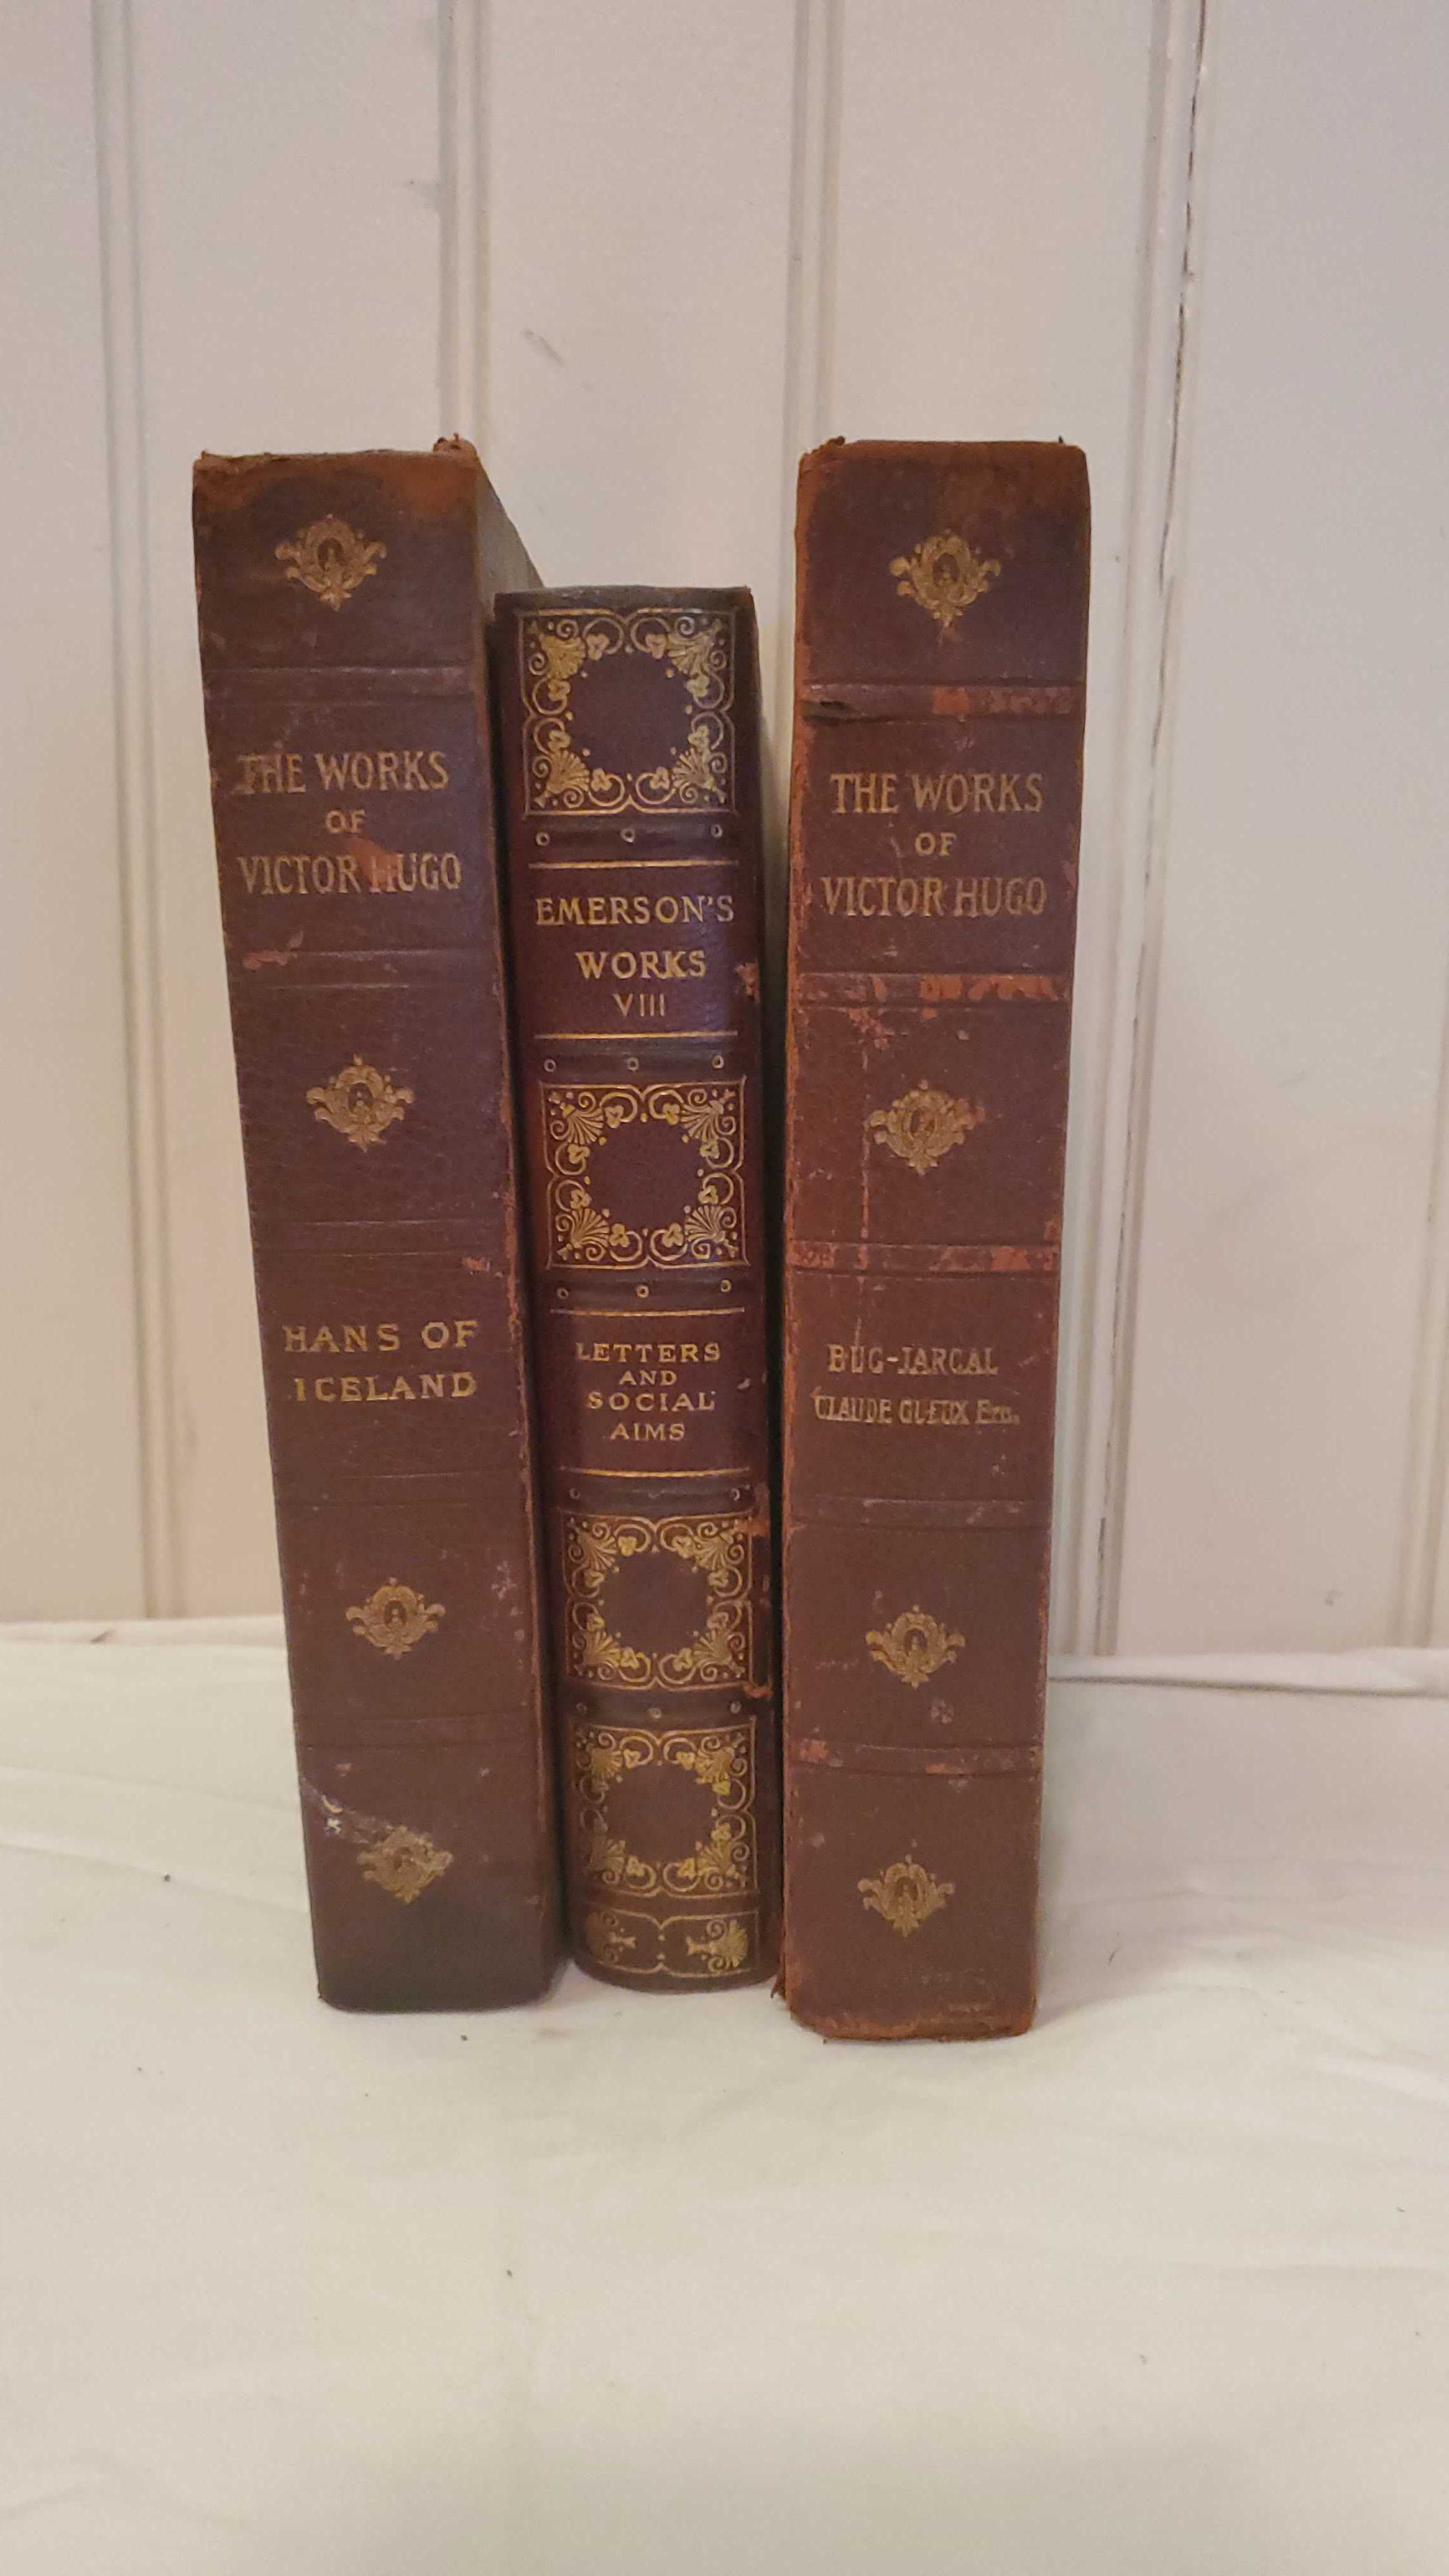 THE WORKS
OF
VICTOR HUGO
HANS OF
ICELAND
EMERSON'S
WORKS
VIII
LETTERS
AND
SOCIAL
AIMS
THE WORKS
OF
VICTOR HUGO
BUG-JARGAL
CLAUDE GUEUX ETC.